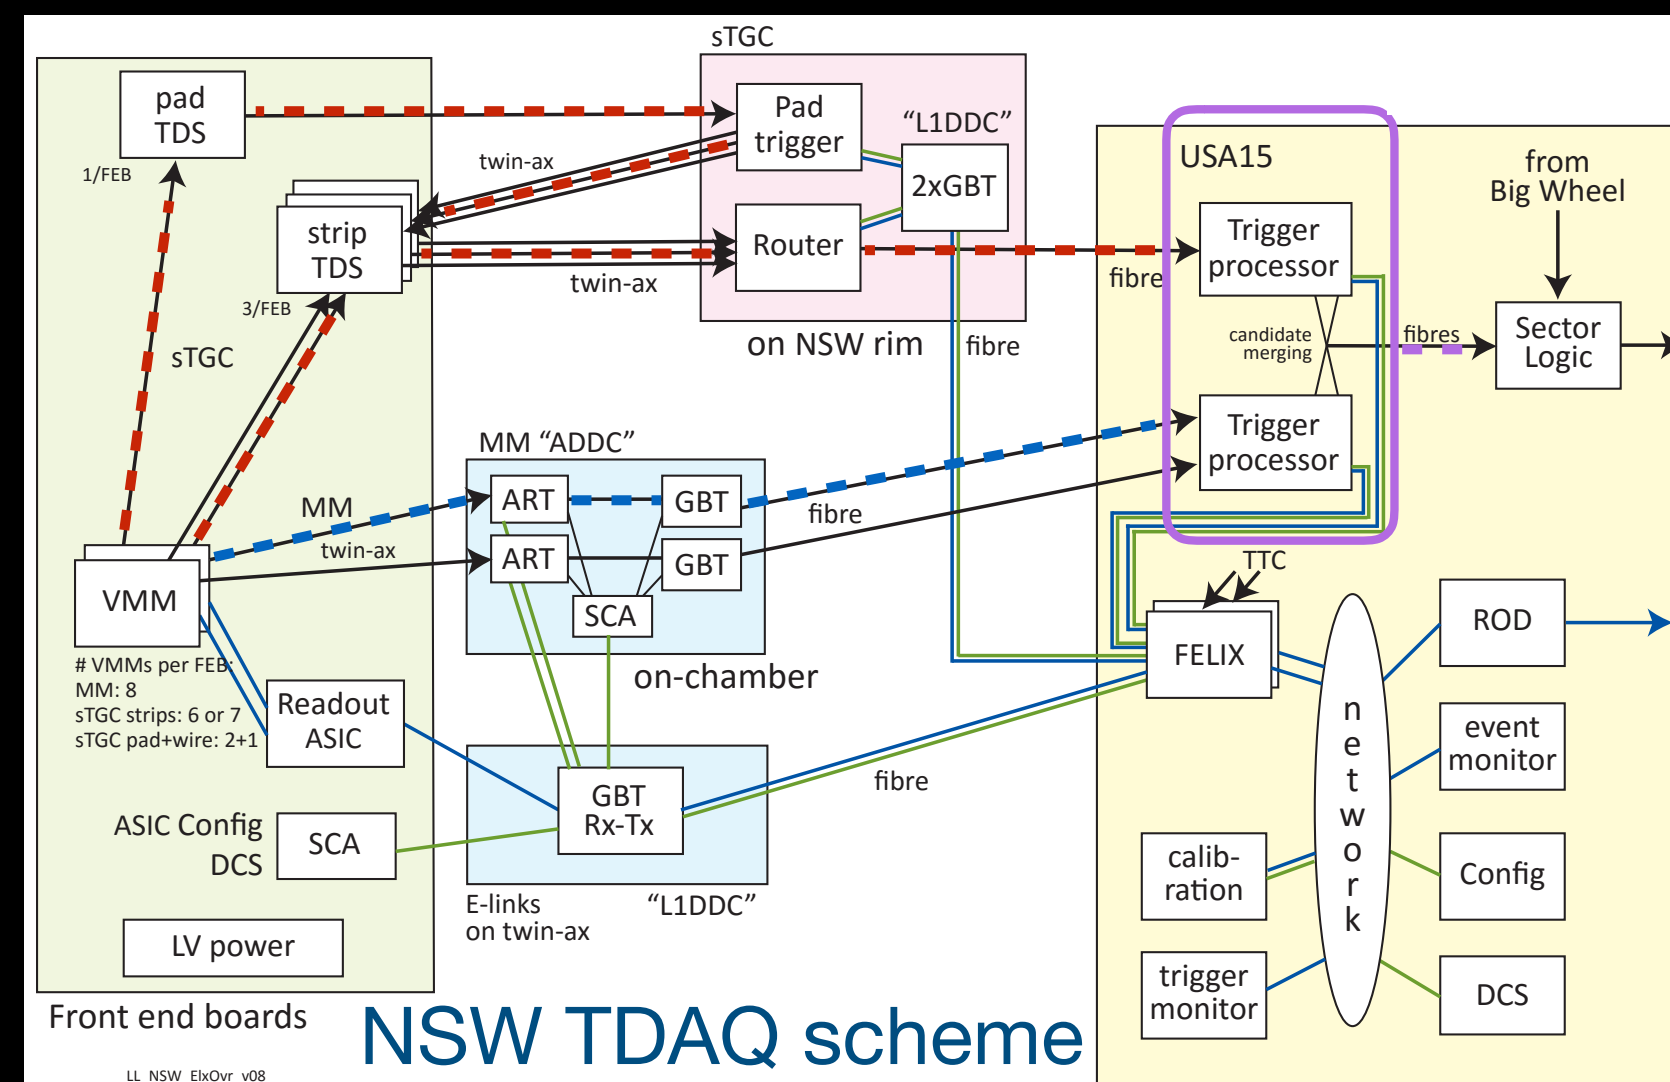 sTGC
pad
TDS
1/FEB
strip
TDS
3/FEB
sTGC
twin-ax
twin-ax
Pad
trigger
“L1DDC”
2xGBT
Router
on NSW rim
fibre
fibre
USA15
Trigger
processor
candidate
merging
Trigger
processor
fibres
from
Big Wheel
Sector
Logic
MM “ADDC”
MM
twin-ax
ART
GBT
ART
GBT
SCA
fibre
on-chamber
VMM
# VMMs per FEB:
MM: 8
sTGC strips: 6 or 7
sTGC pad+wire: 2+1
Readout
ASIC
ASIC Config
DCS
SCA
LV power
Front end boards
GBT
Rx-Tx
E-links
on twin-ax
“L1DDC”
fibre
TTC
FELIX
network
ROD
event
monitor
calib-
ration
Config
trigger
monitor
DCS
NSW TDAQ scheme
LL_NSW_ElxOvr_v08